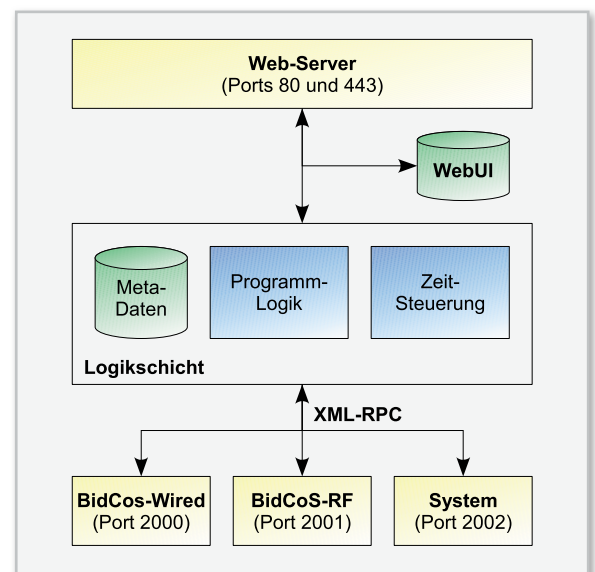 Web-Server
(Ports 80 und 443)
WebUI
Meta-
Daten
Programm-
Logik
Zeit-
Steuerung
Logikschicht
XML-RPC
BidCos-Wired
(Port 2000)
BidCoS-RF
(Port 2001)
System
(Port 2002)